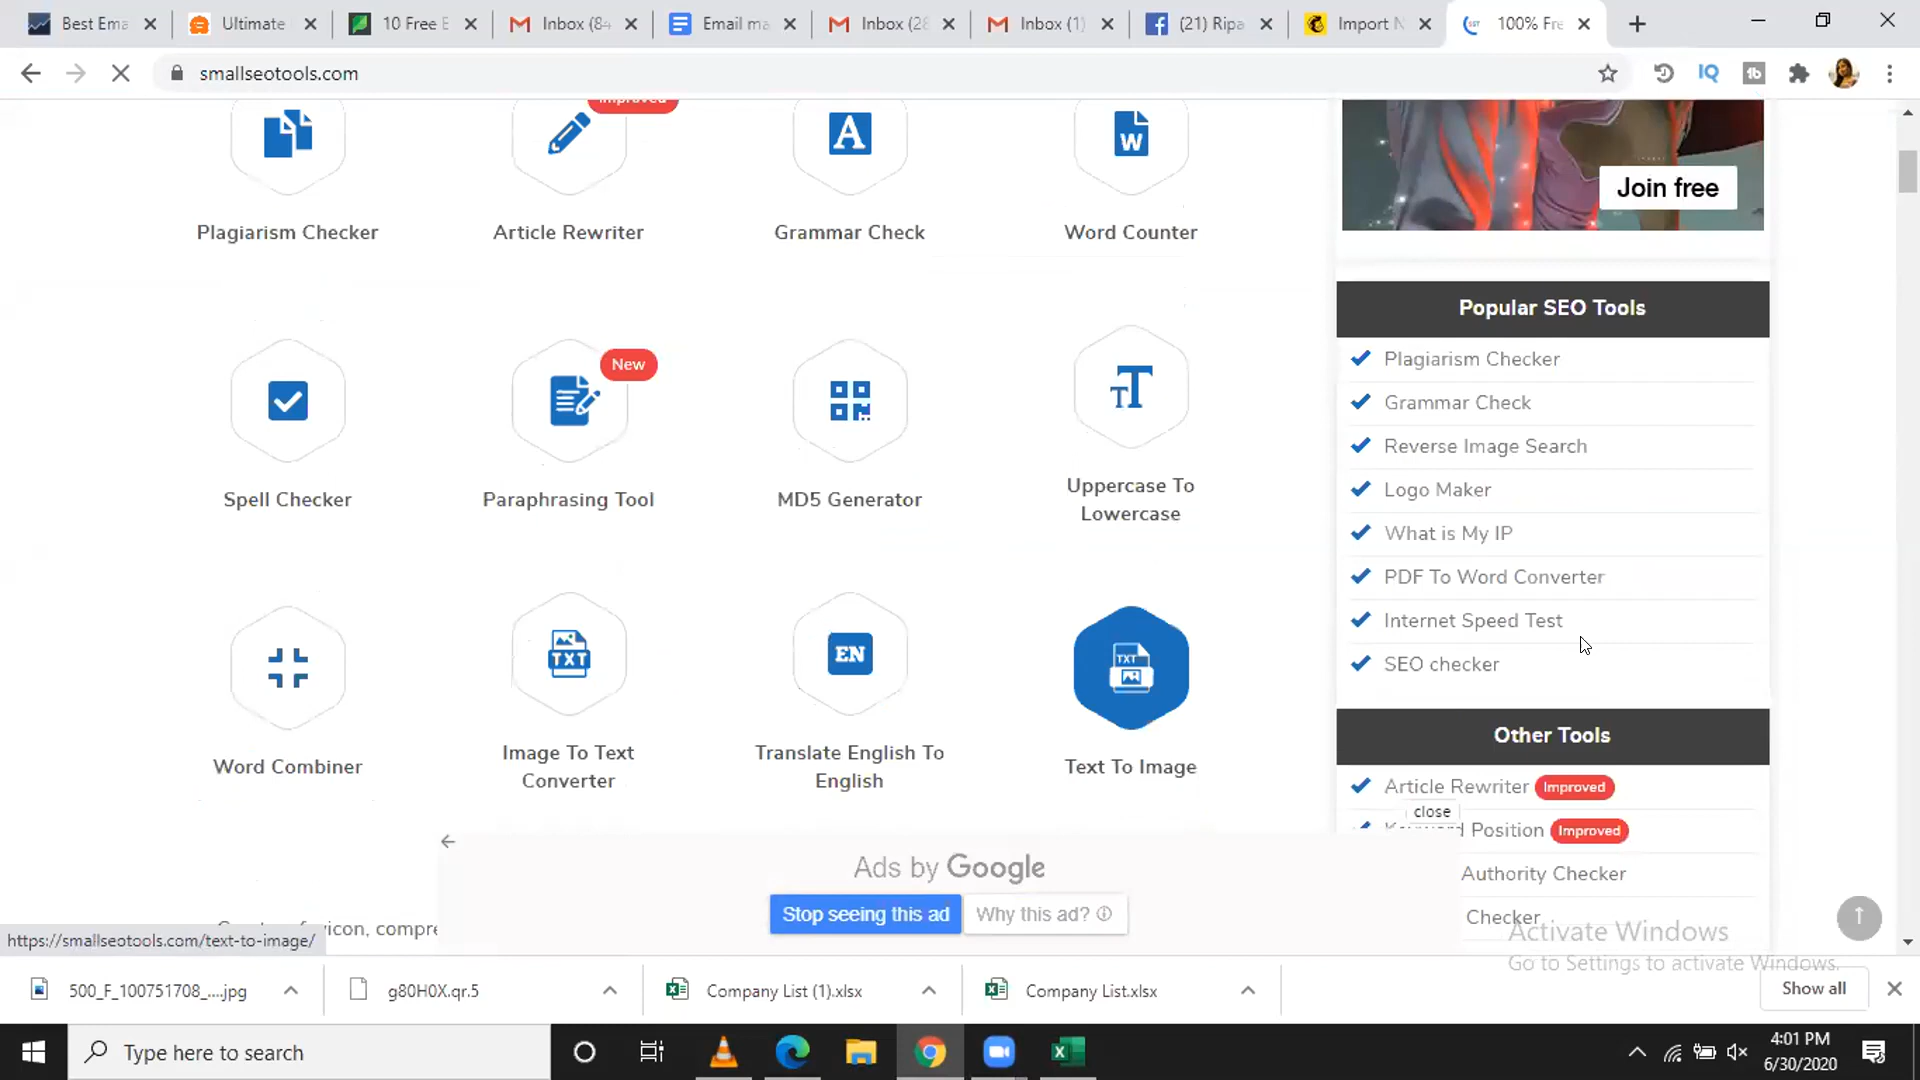 Best Ema
Ultimate
10 Free E
Inbox (84
Email ma
Inbox (28
Inbox (1)
(21) Ripa
Import N
100% Fre
smallseotools.com
Improved
Plagiarism Checker
Article Rewriter
Grammar Check
Word Counter
Join free
Popular SEO Tools
Plagiarism Checker
Grammar Check
Reverse Image Search
Logo Maker
What is My IP
PDF To Word Converter
Internet Speed Test
SEO checker
New
Spell Checker
Paraphrasing Tool
MD5 Generator
Uppercase To
Lowercase
TXT
EN
TXT
Word Combiner
Image To Text
Converter
Translate English To
English
Text To Image
Other Tools
Article Rewriter Improved
close
Position Improved
Authority Checker
Checker
Ads by Google
Stop seeing this ad
Why this ad?
icon, compre
https://smallseotools.com/text-to-image/
Activate Windows
Go to Settings to activate Windows.
500_F_100751708_....jpg
g80H0X.qr.5
Company List (1).xlsx
Company List.xlsx
Show all
Type here to search
4:01 PM
6/30/2020